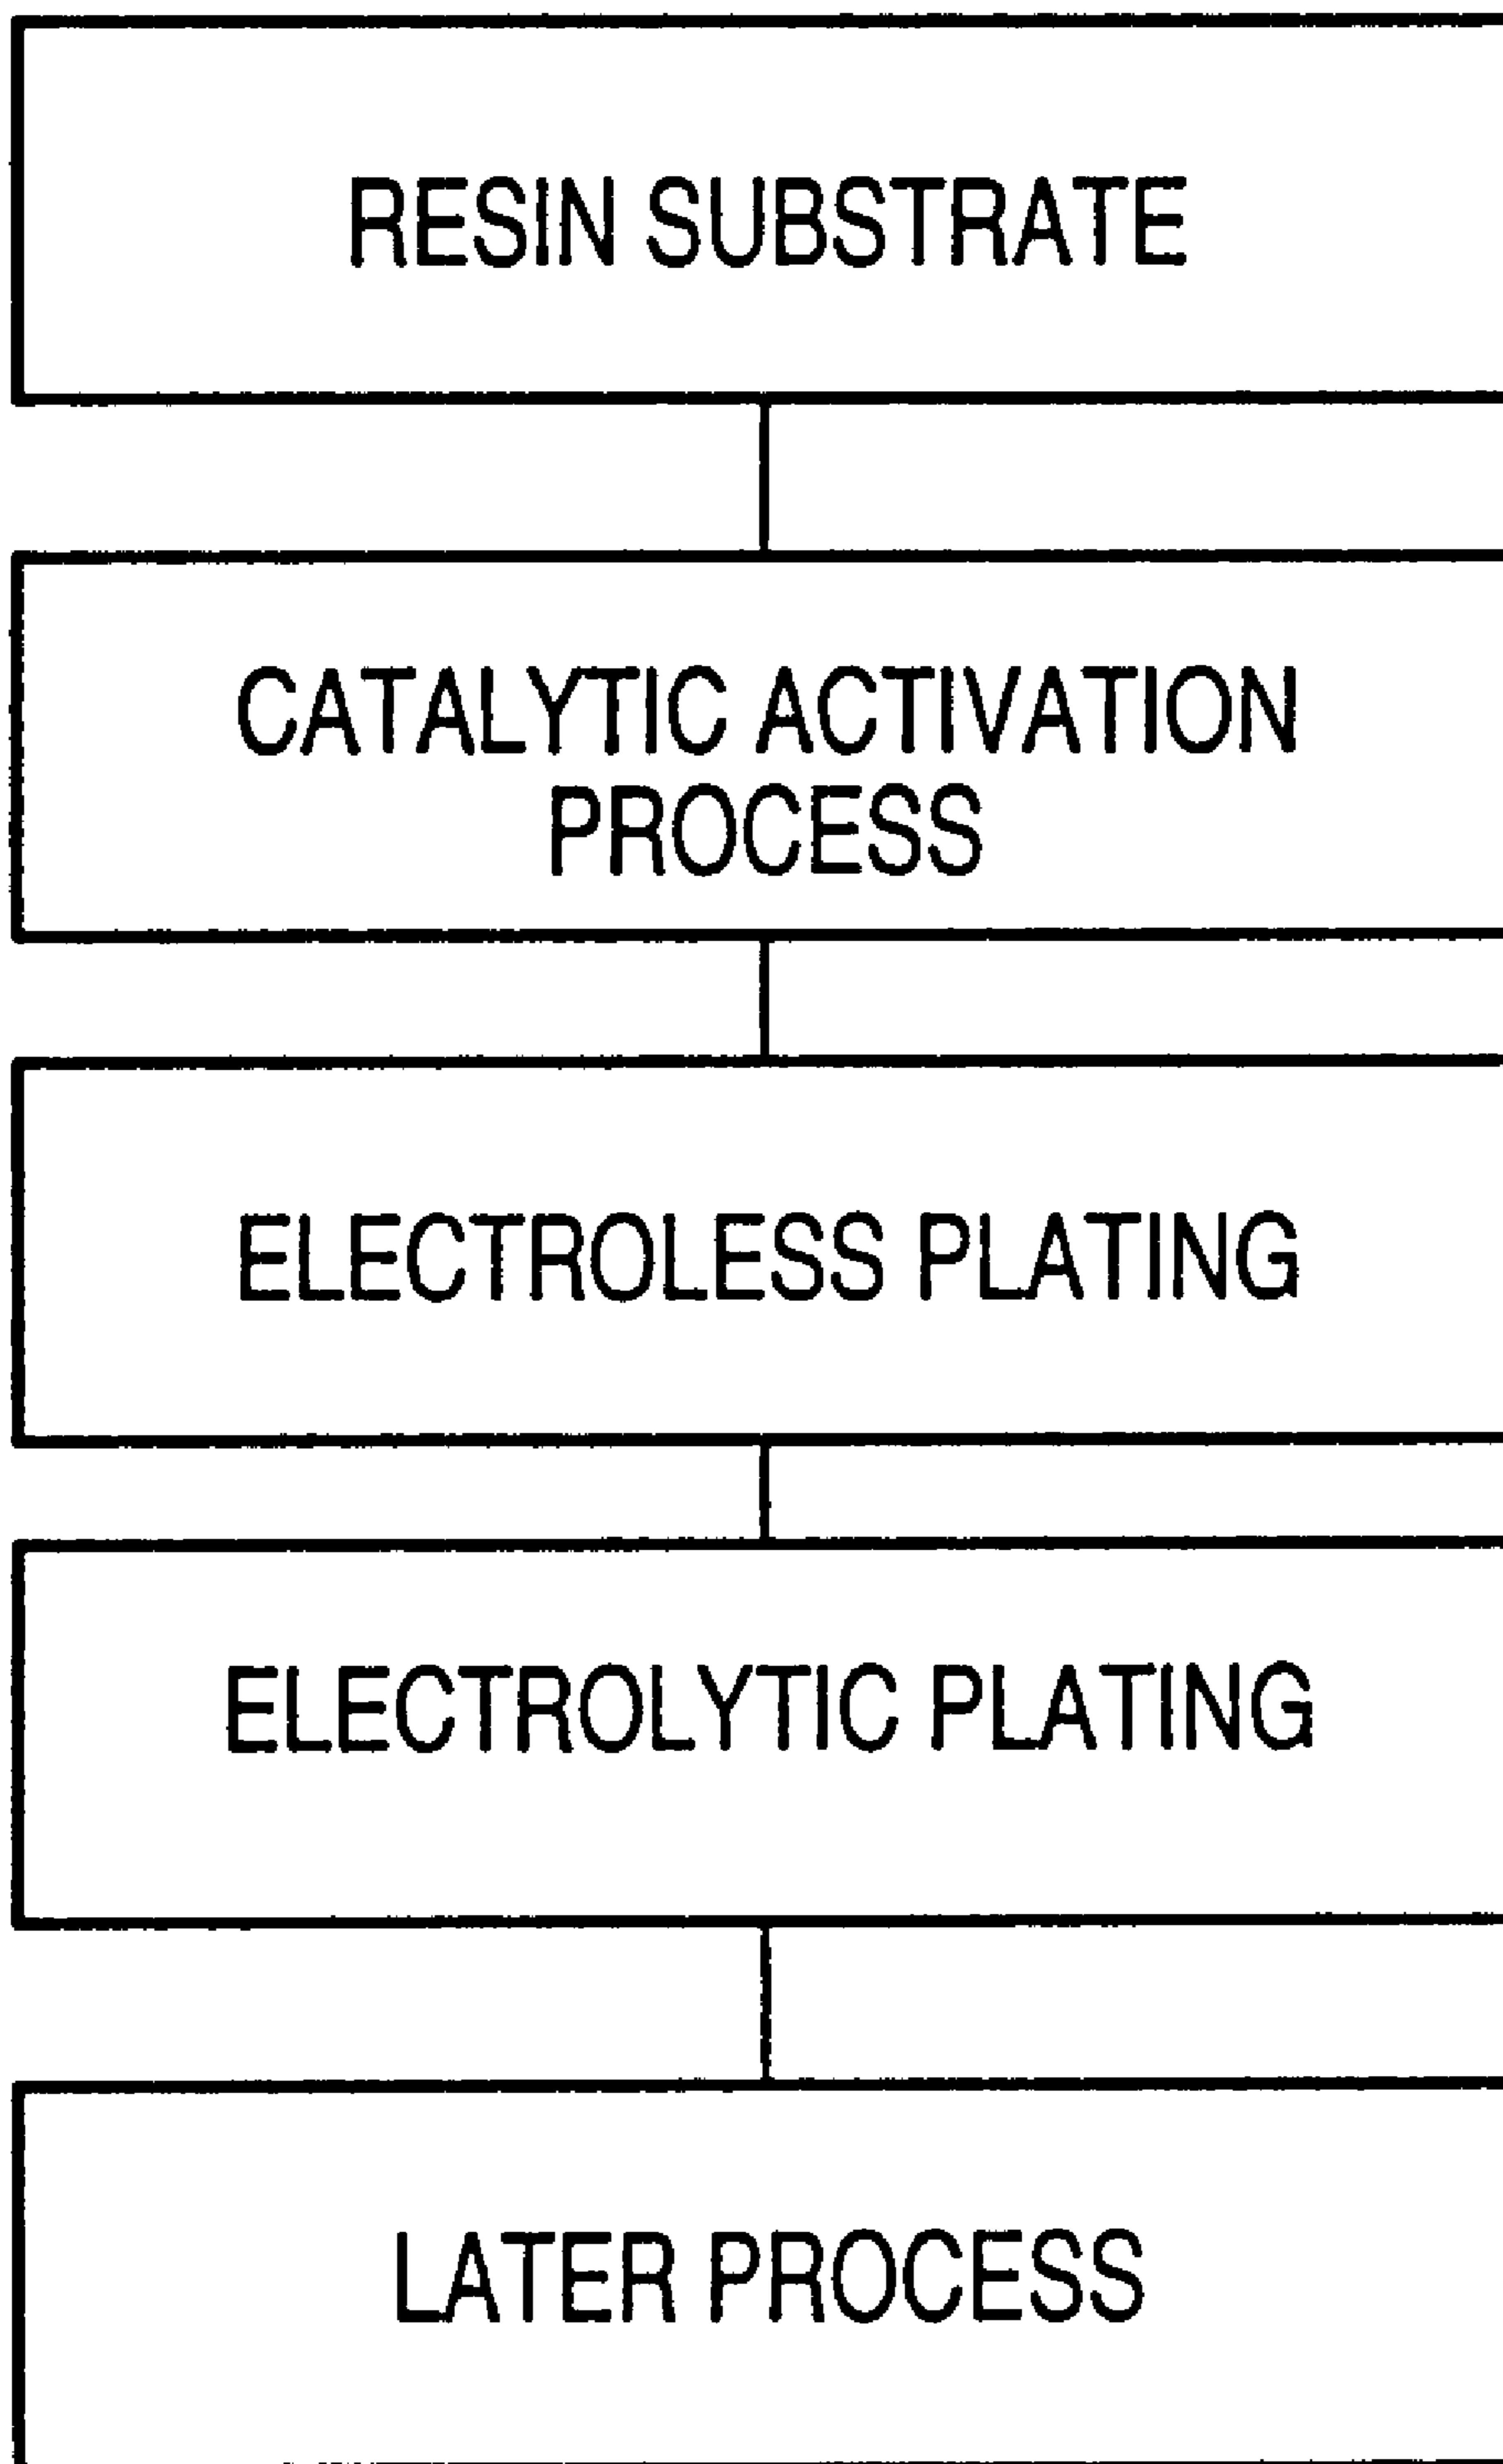 RESIN SUBSTRATE
CATALYTIC ACTIVATION
PROCESS
ELECTROLESS PLATING
ELECTROLYTIC PLATING
LATER PROCESS